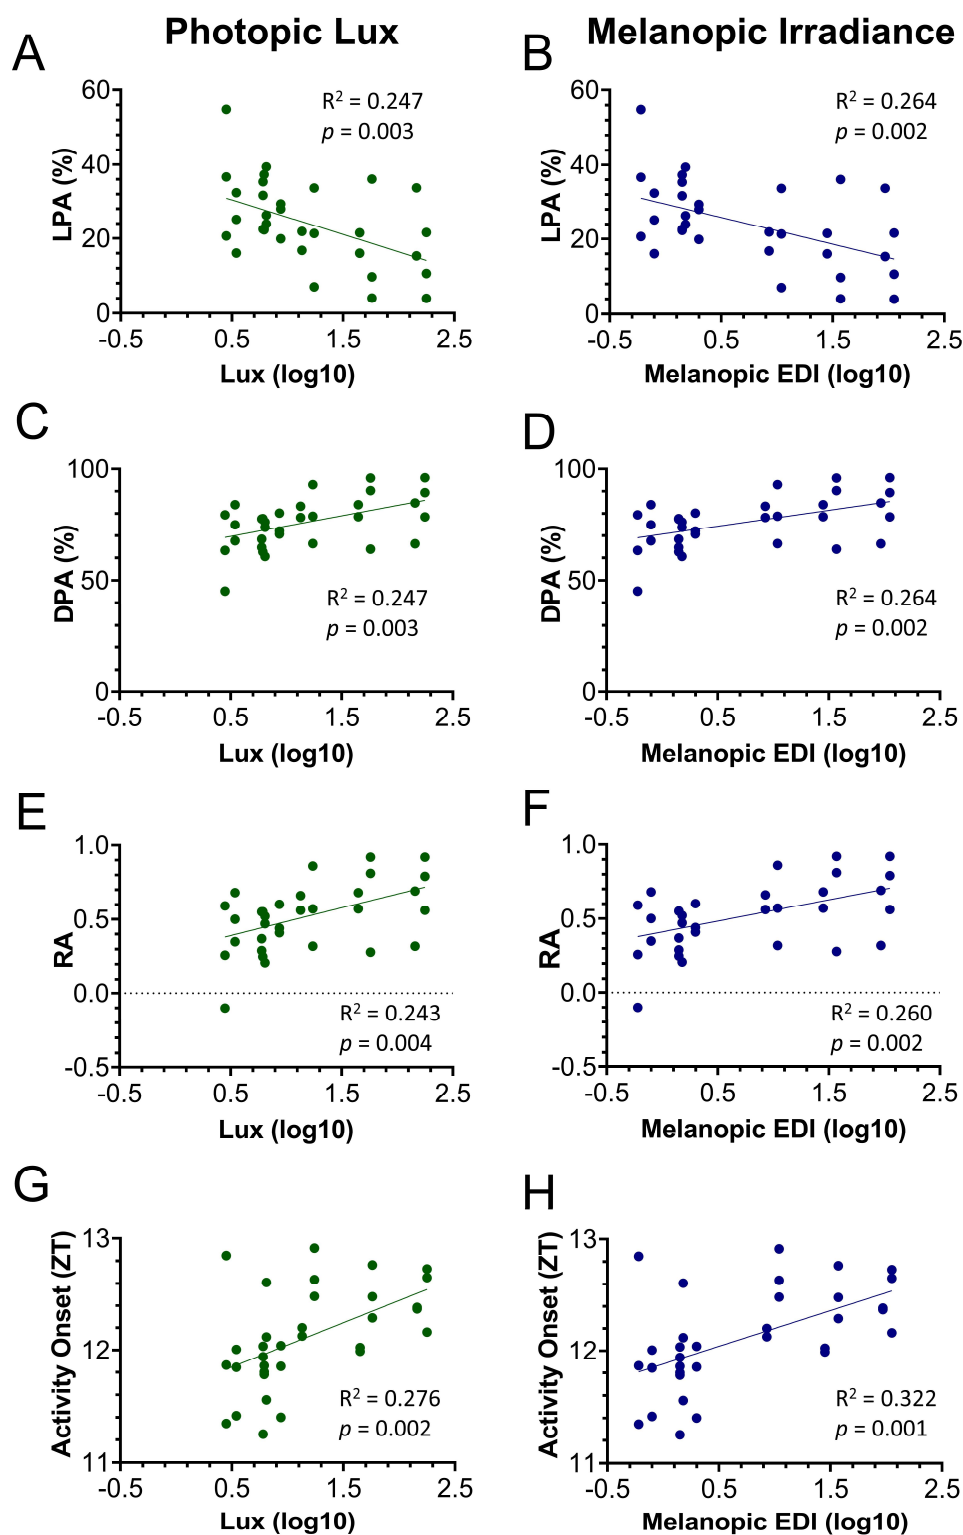 Photopic Lux
Melanopic Irradiance
A
60
40
20
0
LPA (%)
R² = 0.247
p = 0.003
-0.5 0.5 1.5 2.5
Lux (log10)
B
60
40
20
0
LPA (%)
R² = 0.264
p = 0.002
-0.5 0.5 1.5 2.5
Melanopic EDI (log10)
C
100
50
0
DPA (%)
R² = 0.247
p = 0.003
-0.5 0.5 1.5 2.5
Lux (log10)
D
100
50
0
DPA (%)
R² = 0.264
p = 0.002
-0.5 0.5 1.5 2.5
Melanopic EDI (log10)
E
1.0
0.5
0.0
-0.5
RA
R² = 0.243
p = 0.004
-0.5 0.5 1.5 2.5
Lux (log10)
F
1.0
0.5
0.0
-0.5
RA
R² = 0.260
p = 0.002
-0.5 0.5 1.5 2.5
Melanopic EDI (log10)
G
13
12
11
Activity Onset (ZT)
R² = 0.276
p = 0.002
-0.5 0.5 1.5 2.5
Lux (log10)
H
13
12
11
Activity Onset (ZT)
R² = 0.322
p = 0.001
-0.5 0.5 1.5 2.5
Melanopic EDI (log10)